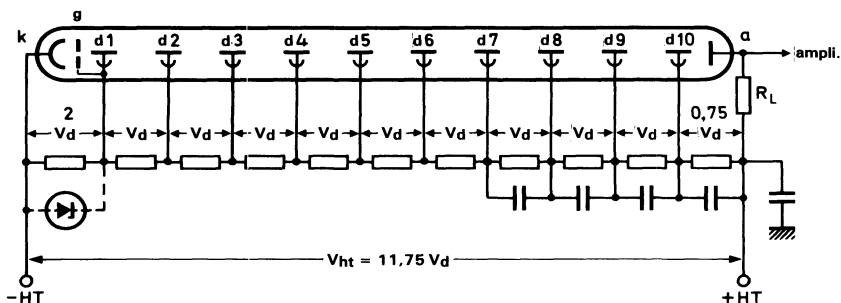 g
k d1 d2 d3 d4 d5 d6 d7 d8 d9 d10 a
ampli.
RL
2 0,75
Vd Vd Vd Vd Vd Vd Vd Vd Vd Vd Vd
Vht = 11,75 Vd
−HT +HT